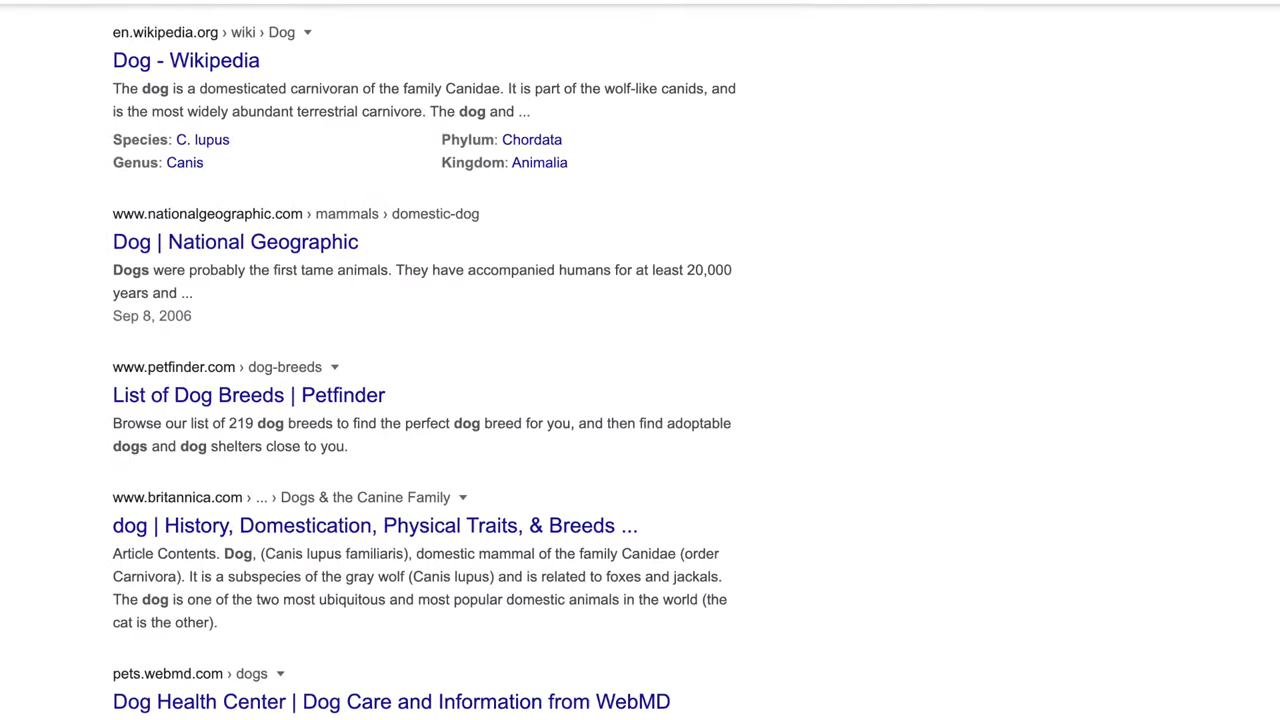 en.wikipedia.org › wiki › Dog
Dog - Wikipedia
The dog is a domesticated carnivoran of the family Canidae. It is part of the wolf-like canids, and
is the most widely abundant terrestrial carnivore. The dog and ...
Species: C. lupus Phylum: Chordata
Genus: Canis Kingdom: Animalia
www.nationalgeographic.com › mammals › domestic-dog
Dog | National Geographic
Dogs were probably the first tame animals. They have accompanied humans for at least 20,000
years and ...
Sep 8, 2006
www.petfinder.com › dog-breeds
List of Dog Breeds | Petfinder
Browse our list of 219 dog breeds to find the perfect dog breed for you, and then find adoptable
dogs and dog shelters close to you.
www.britannica.com › ... › Dogs & the Canine Family
dog | History, Domestication, Physical Traits, & Breeds ...
Article Contents. Dog, (Canis lupus familiaris), domestic mammal of the family Canidae (order
Carnivora). It is a subspecies of the gray wolf (Canis lupus) and is related to foxes and jackals.
The dog is one of the two most ubiquitous and most popular domestic animals in the world (the
cat is the other).
pets.webmd.com › dogs
Dog Health Center | Dog Care and Information from WebMD